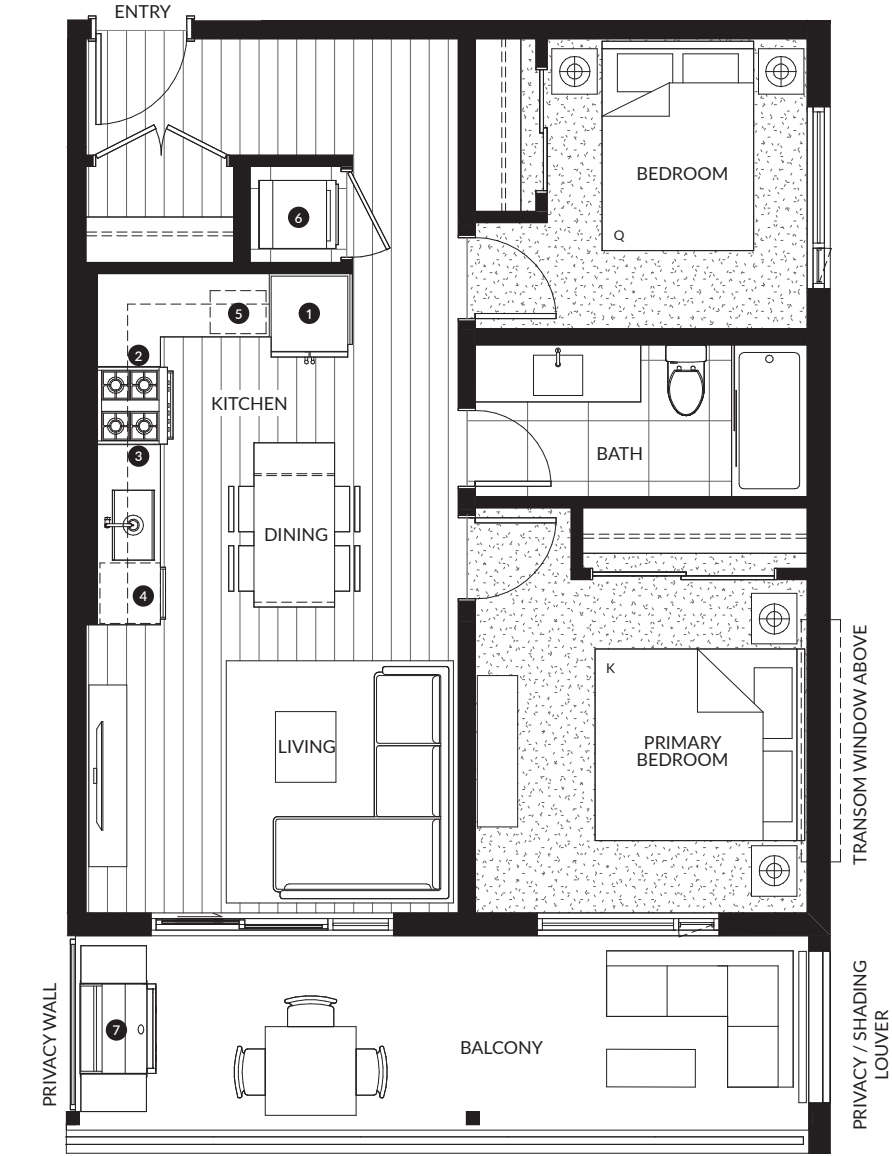 ENTRY
BEDROOM
6
Q
5
1
2
KITCHEN
3
BATH
DINING
4
K
TRANSOM WINDOW ABOVE
LIVING
PRIMARY
BEDROOM
PRIVACY WALL
7
BALCONY
PRIVACY / SHADING
LOUVER